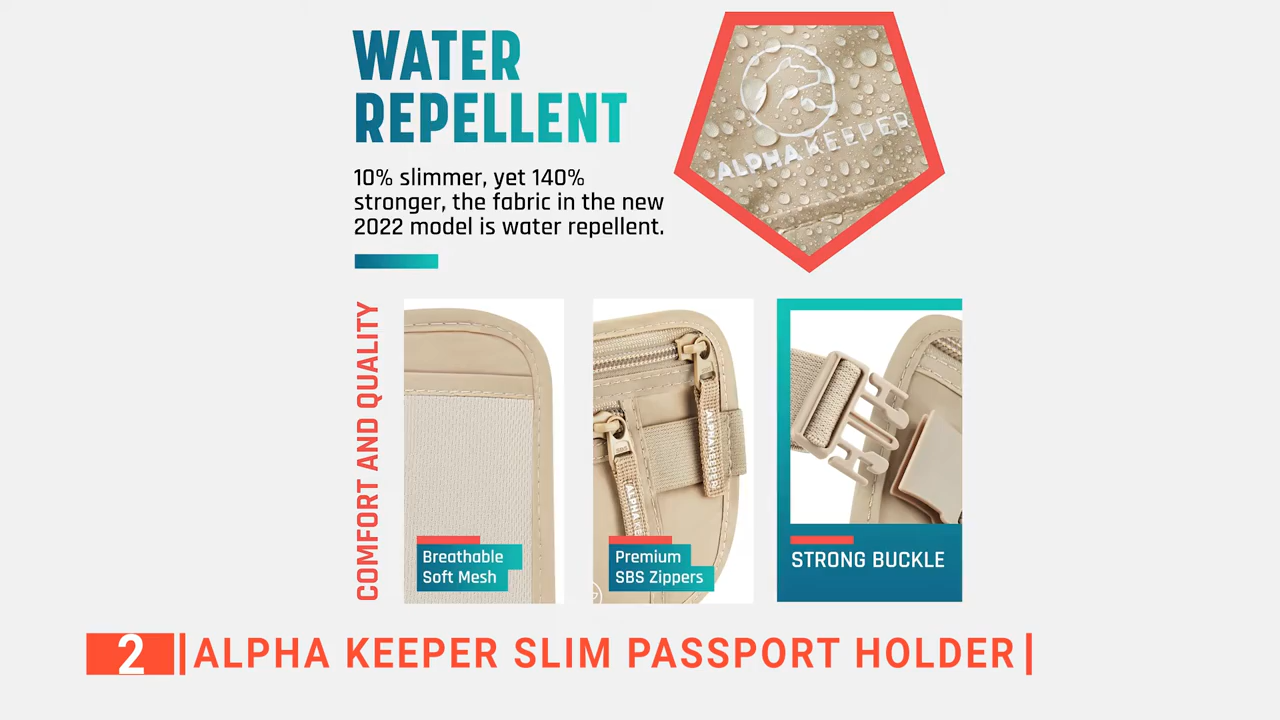 WATER
REPELLENT
10% slimmer, yet 140%
stronger, the fabric in the new
2022 model is water repellent.
ALPHA KEEPER
COMFORT AND QUALITY
Breathable
Soft Mesh
Premium
SBS Zippers
STRONG BUCKLE
2 ALPHA KEEPER SLIM PASSPORT HOLDER